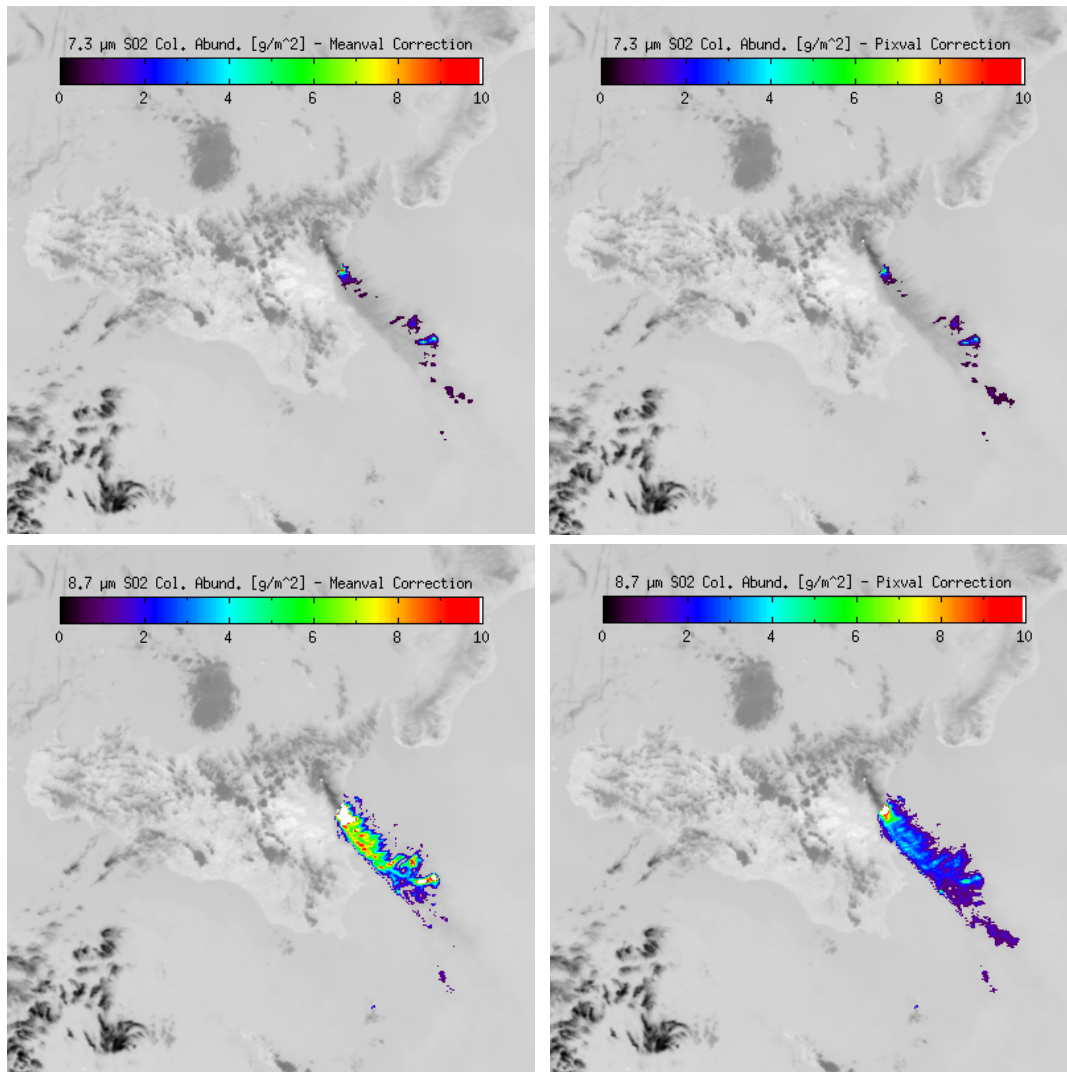 7.3 µm SO2 Col. Abund. [g/m^2] - Meanval Correction
0 2 4 6 8 10
7.3 µm SO2 Col. Abund. [g/m^2] - Pixval Correction
0 2 4 6 8 10
8.7 µm SO2 Col. Abund. [g/m^2] - Meanval Correction
0 2 4 6 8 10
8.7 µm SO2 Col. Abund. [g/m^2] - Pixval Correction
0 2 4 6 8 10